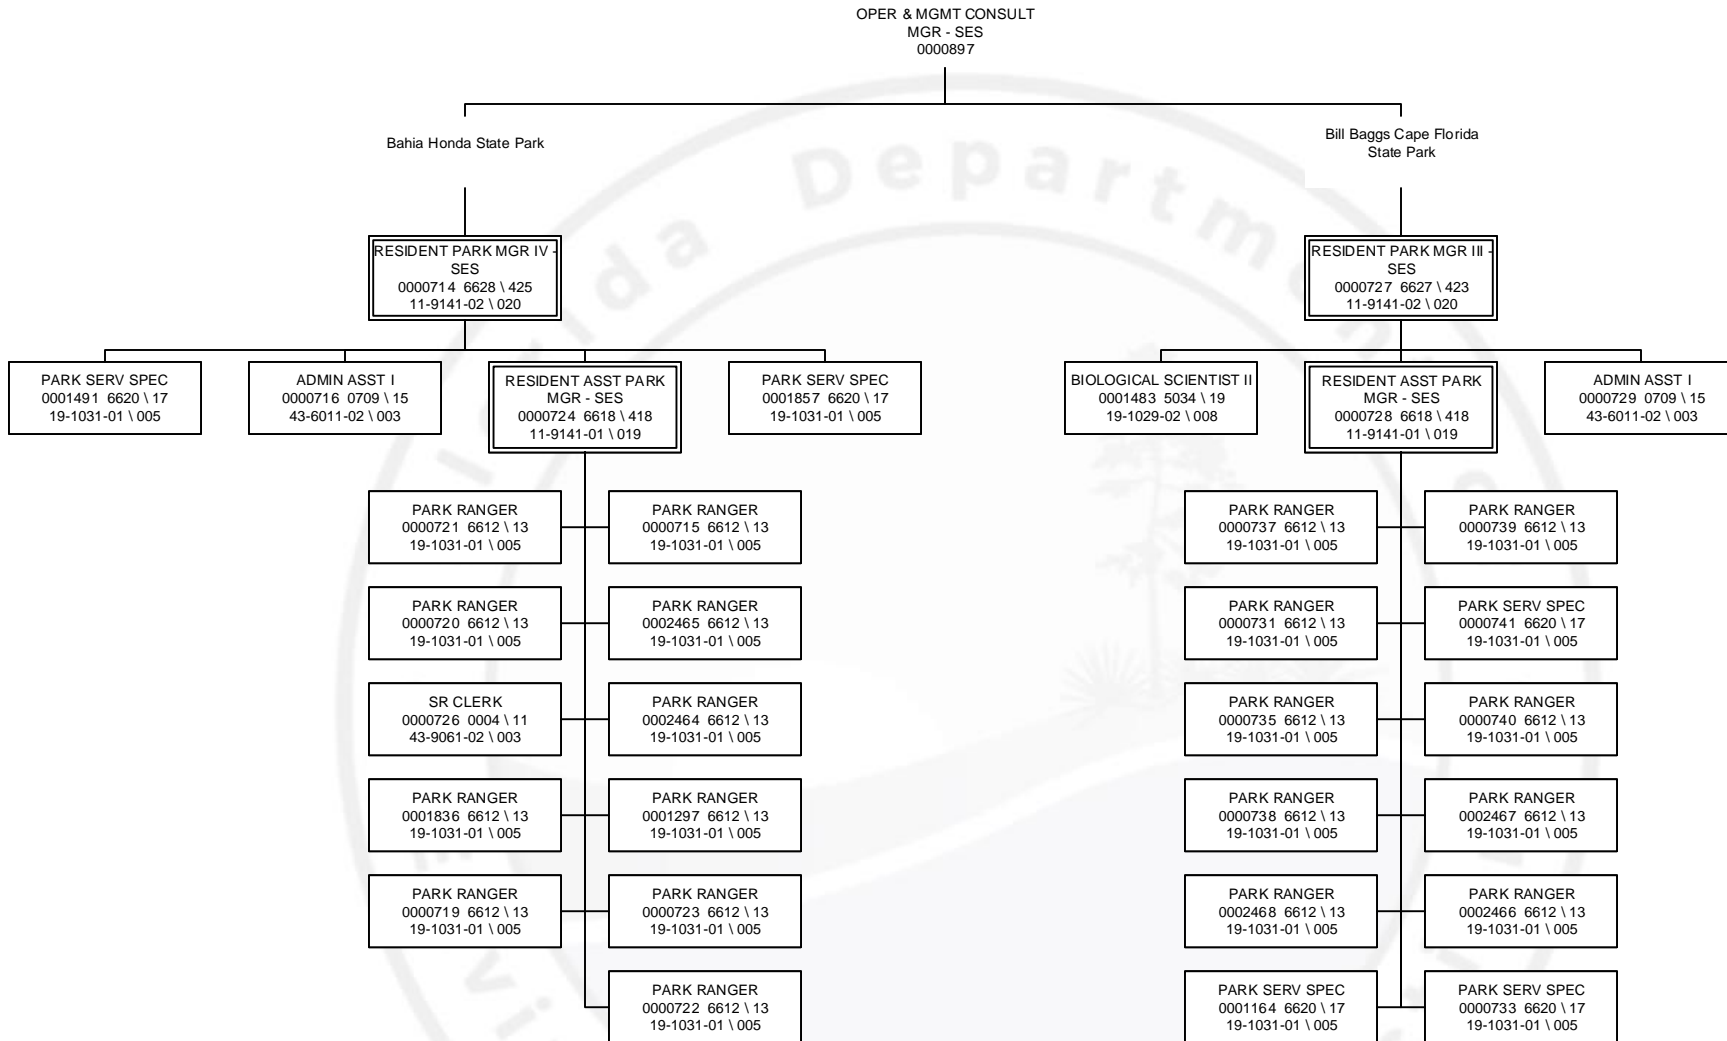 OPER & MGMT CONSULT
MGR - SES
0000897
Bahia Honda State Park
Bill Baggs Cape Florida
State Park
RESIDENT PARK MGR IV -
SES
0000714 6628 \ 425
11-9141-02 \ 020
RESIDENT PARK MGR III -
SES
0000727 6627 \ 423
11-9141-02 \ 020
PARK SERV SPEC
0001491 6620 \ 17
19-1031-01 \ 005
ADMIN ASST I
0000716 0709 \ 15
43-6011-02 \ 003
RESIDENT ASST PARK
MGR - SES
0000724 6618 \ 418
11-9141-01 \ 019
PARK SERV SPEC
0001857 6620 \ 17
19-1031-01 \ 005
BIOLOGICAL SCIENTIST II
0001483 5034 \ 19
19-1029-02 \ 008
RESIDENT ASST PARK
MGR - SES
0000728 6618 \ 418
11-9141-01 \ 019
ADMIN ASST I
0000729 0709 \ 15
43-6011-02 \ 003
PARK RANGER
0000721 6612 \ 13
19-1031-01 \ 005
PARK RANGER
0000715 6612 \ 13
19-1031-01 \ 005
PARK RANGER
0000737 6612 \ 13
19-1031-01 \ 005
PARK RANGER
0000739 6612 \ 13
19-1031-01 \ 005
PARK RANGER
0000720 6612 \ 13
19-1031-01 \ 005
PARK RANGER
0002465 6612 \ 13
19-1031-01 \ 005
PARK RANGER
0000731 6612 \ 13
19-1031-01 \ 005
PARK SERV SPEC
0000741 6620 \ 17
19-1031-01 \ 005
SR CLERK
0000726 0004 \ 11
43-9061-02 \ 003
PARK RANGER
0002464 6612 \ 13
19-1031-01 \ 005
PARK RANGER
0000735 6612 \ 13
19-1031-01 \ 005
PARK RANGER
0000740 6612 \ 13
19-1031-01 \ 005
PARK RANGER
0001836 6612 \ 13
19-1031-01 \ 005
PARK RANGER
0001297 6612 \ 13
19-1031-01 \ 005
PARK RANGER
0000738 6612 \ 13
19-1031-01 \ 005
PARK RANGER
0002467 6612 \ 13
19-1031-01 \ 005
PARK RANGER
0000719 6612 \ 13
19-1031-01 \ 005
PARK RANGER
0000723 6612 \ 13
19-1031-01 \ 005
PARK RANGER
0002468 6612 \ 13
19-1031-01 \ 005
PARK RANGER
0002466 6612 \ 13
19-1031-01 \ 005
PARK RANGER
0000722 6612 \ 13
19-1031-01 \ 005
PARK SERV SPEC
0001164 6620 \ 17
19-1031-01 \ 005
PARK SERV SPEC
0000733 6620 \ 17
19-1031-01 \ 005